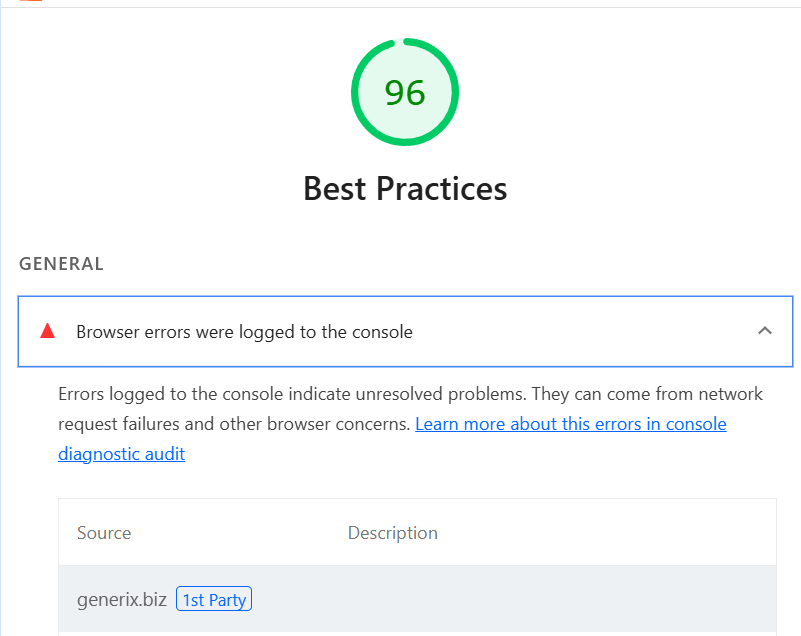 96
Best Practices
GENERAL
Browser errors were logged to the console
Errors logged to the console indicate unresolved problems. They can come from network
request failures and other browser concerns. Learn more about this errors in console
diagnostic audit
Source Description
generix.biz 1st Party